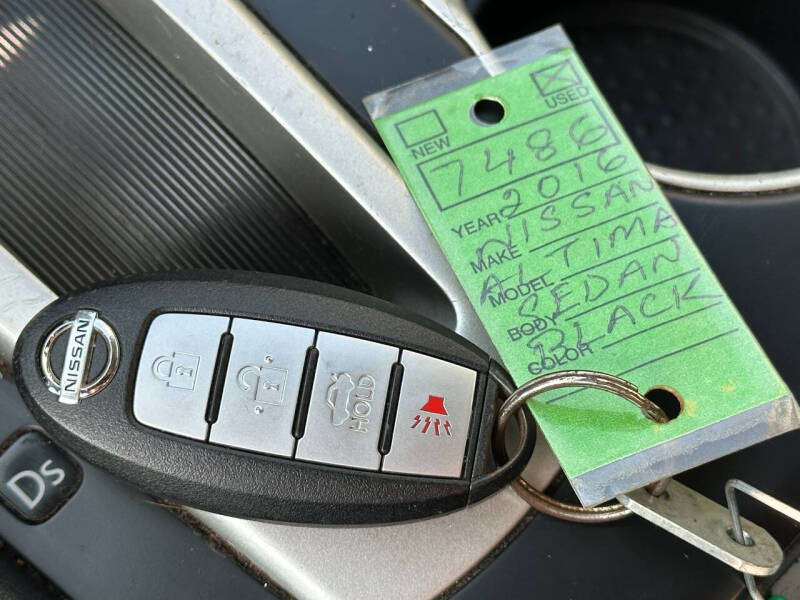 NEW USED
7486
YEAR 2016
MAKE NISSAN
MODEL ALTIMA
BODY SEDAN
COLOR BLACK
NISSAN
HOLD
Ds